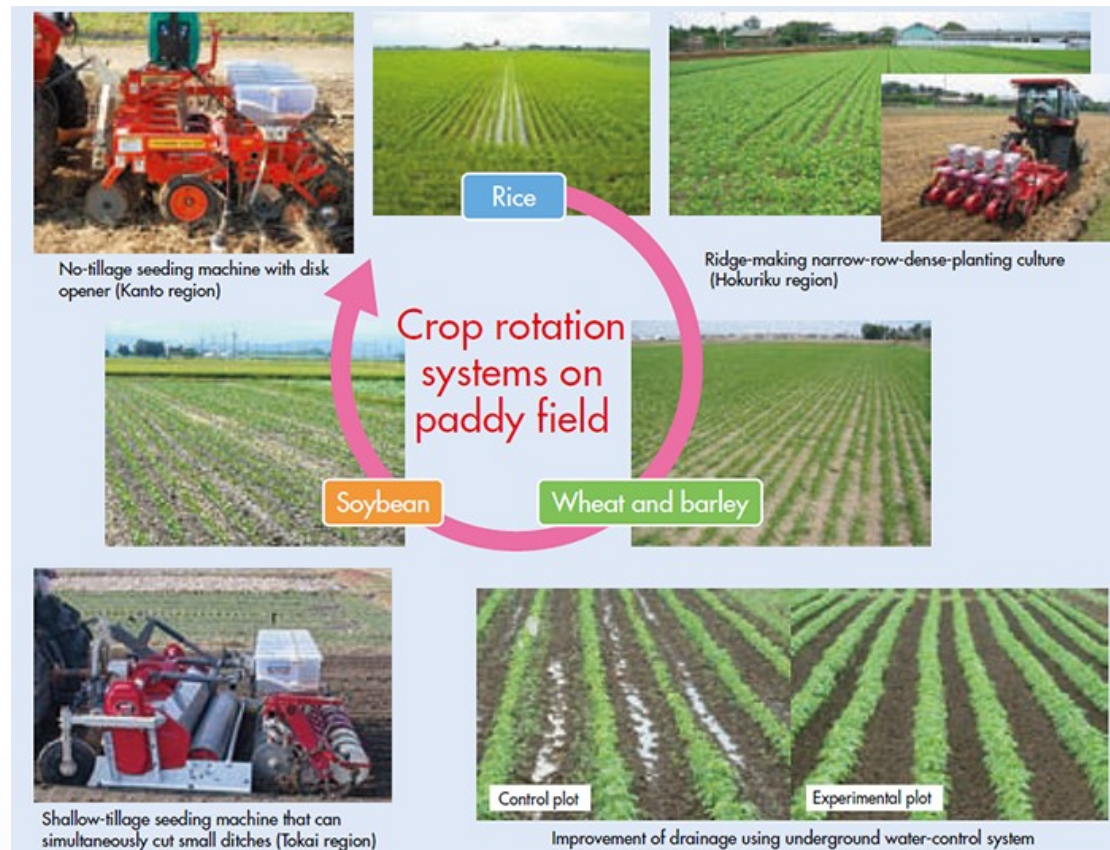 No-tillage seeding machine with disk
opener (Kanto region)
Rice
Ridge-making narrow-row-dense-planting culture
(Hokuriku region)
Crop rotation
systems on
paddy field
Soybean
Wheat and barley
Shallow-tillage seeding machine that can
simultaneously cut small ditches (Tokai region)
Control plot
Experimental plot
Improvement of drainage using underground water-control system